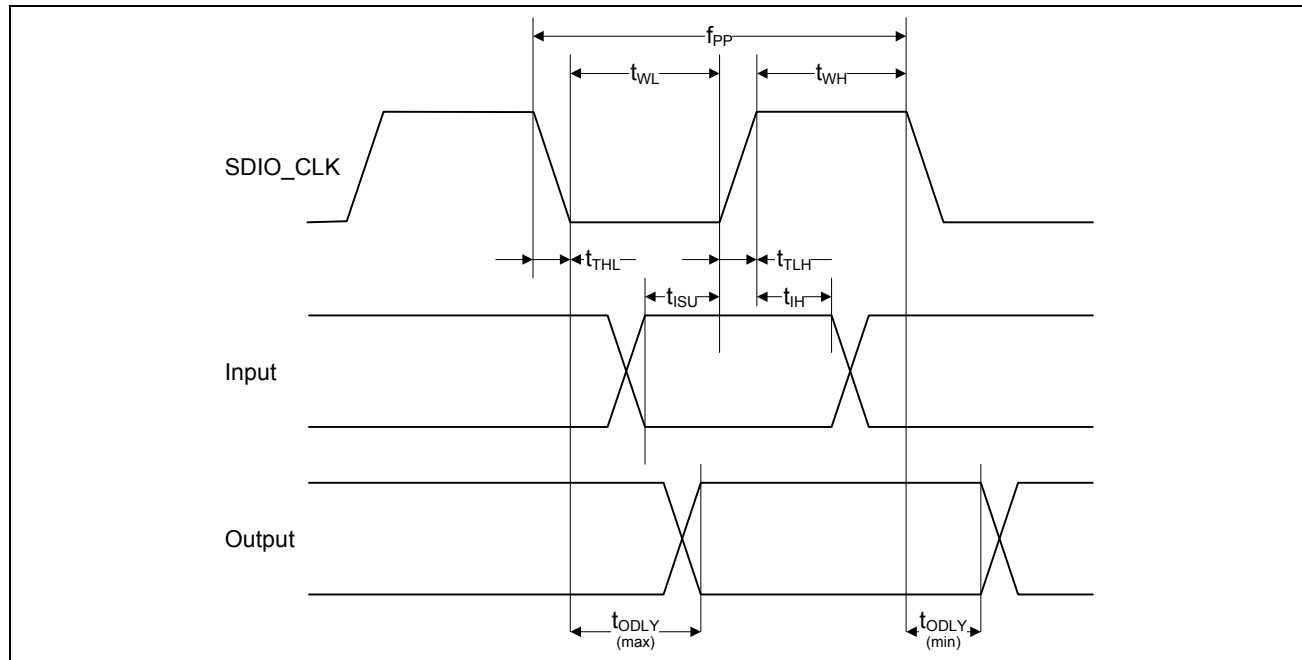 fPP
tWL
tWH
SDIO_CLK
tTHL
tTLH
tISU
tIH
Input
Output
tODLY
(max)
tODLY
(min)